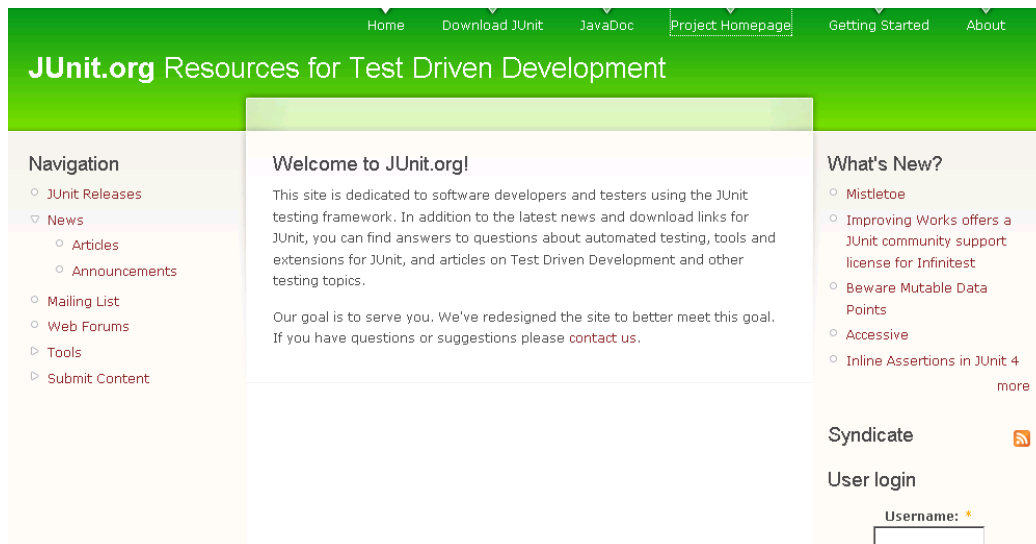 Home Download JUnit JavaDoc Project Homepage Getting Started About
JUnit.org Resources for Test Driven Development
Navigation
JUnit Releases
News
Articles
Announcements
Mailing List
Web Forums
Tools
Submit Content
Welcome to JUnit.org!
This site is dedicated to software developers and testers using the JUnit
testing framework. In addition to the latest news and download links for
JUnit, you can find answers to questions about automated testing, tools and
extensions for JUnit, and articles on Test Driven Development and other
testing topics.
Our goal is to serve you. We've redesigned the site to better meet this goal.
If you have questions or suggestions please contact us.
What's New?
Mistletoe
Improving Works offers a
JUnit community support
license for Infinitest
Beware Mutable Data
Points
Accessive
Inline Assertions in JUnit 4
more
Syndicate
User login
Username: *